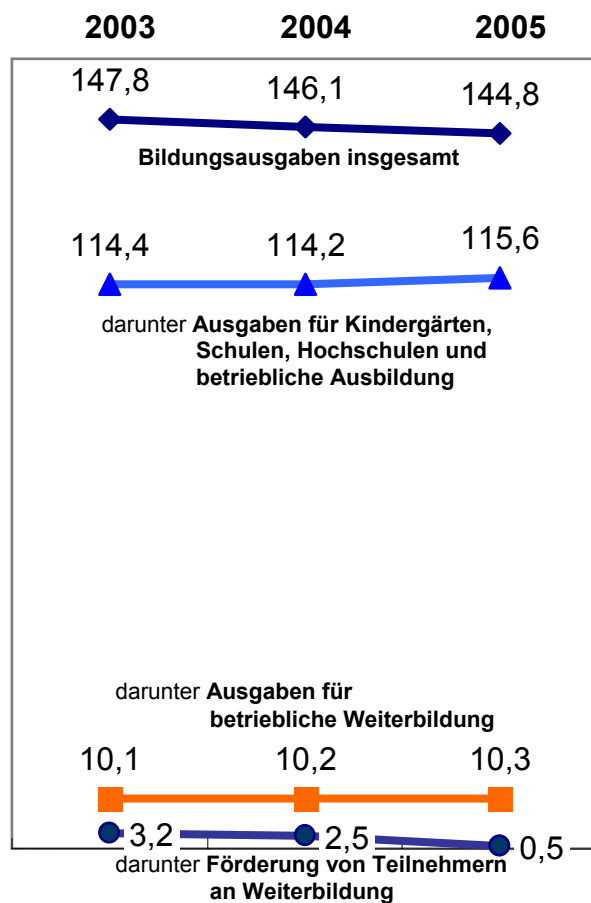 2003 2004 2005
147,8 146,1 144,8
Bildungsausgaben insgesamt
114,4 114,2 115,6
darunter Ausgaben für Kindergärten,
Schulen, Hochschulen und
betriebliche Ausbildung
darunter Ausgaben für
betriebliche Weiterbildung
10,1 10,2 10,3
3,2 2,5 0,5
darunter Förderung von Teilnehmern
an Weiterbildung